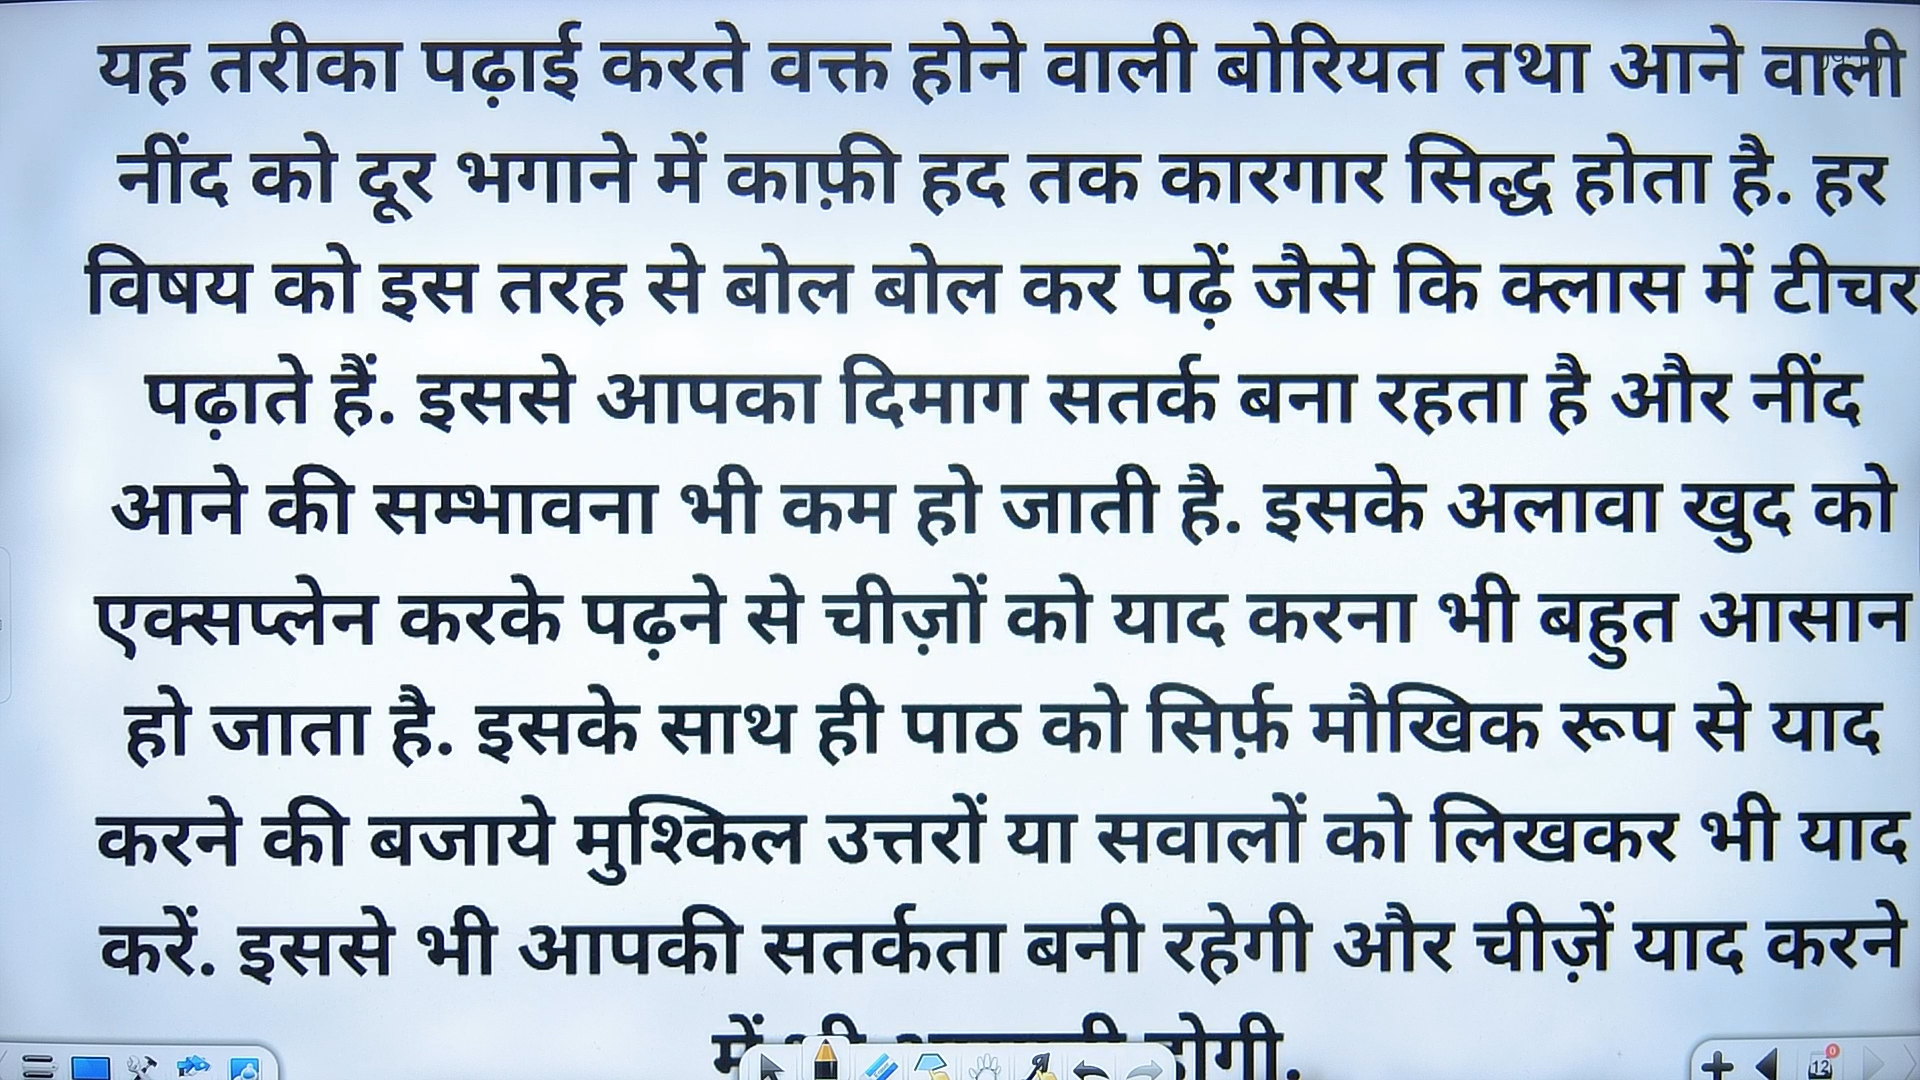 यह तरीका पढ़ाई करते वक्त होने वाली बोरियत तथा आने वाली
नींद को दूर भगाने में काफ़ी हद तक कारगार सिद्ध होता है. हर
विषय को इस तरह से बोल बोल कर पढ़ें जैसे कि क्लास में टीचर
पढ़ाते हैं. इससे आपका दिमाग सतर्क बना रहता है और नींद
आने की सम्भावना भी कम हो जाती है. इसके अलावा खुद को
एक्सप्लेन करके पढ़ने से चीज़ों को याद करना भी बहुत आसान
हो जाता है. इसके साथ ही पाठ को सिर्फ़ मौखिक रूप से याद
करने की बजाये मुश्किल उत्तरों या सवालों को लिखकर भी याद
करें. इससे भी आपकी सतर्कता बनी रहेगी और चीज़ें याद करने
में होगी.
12
0